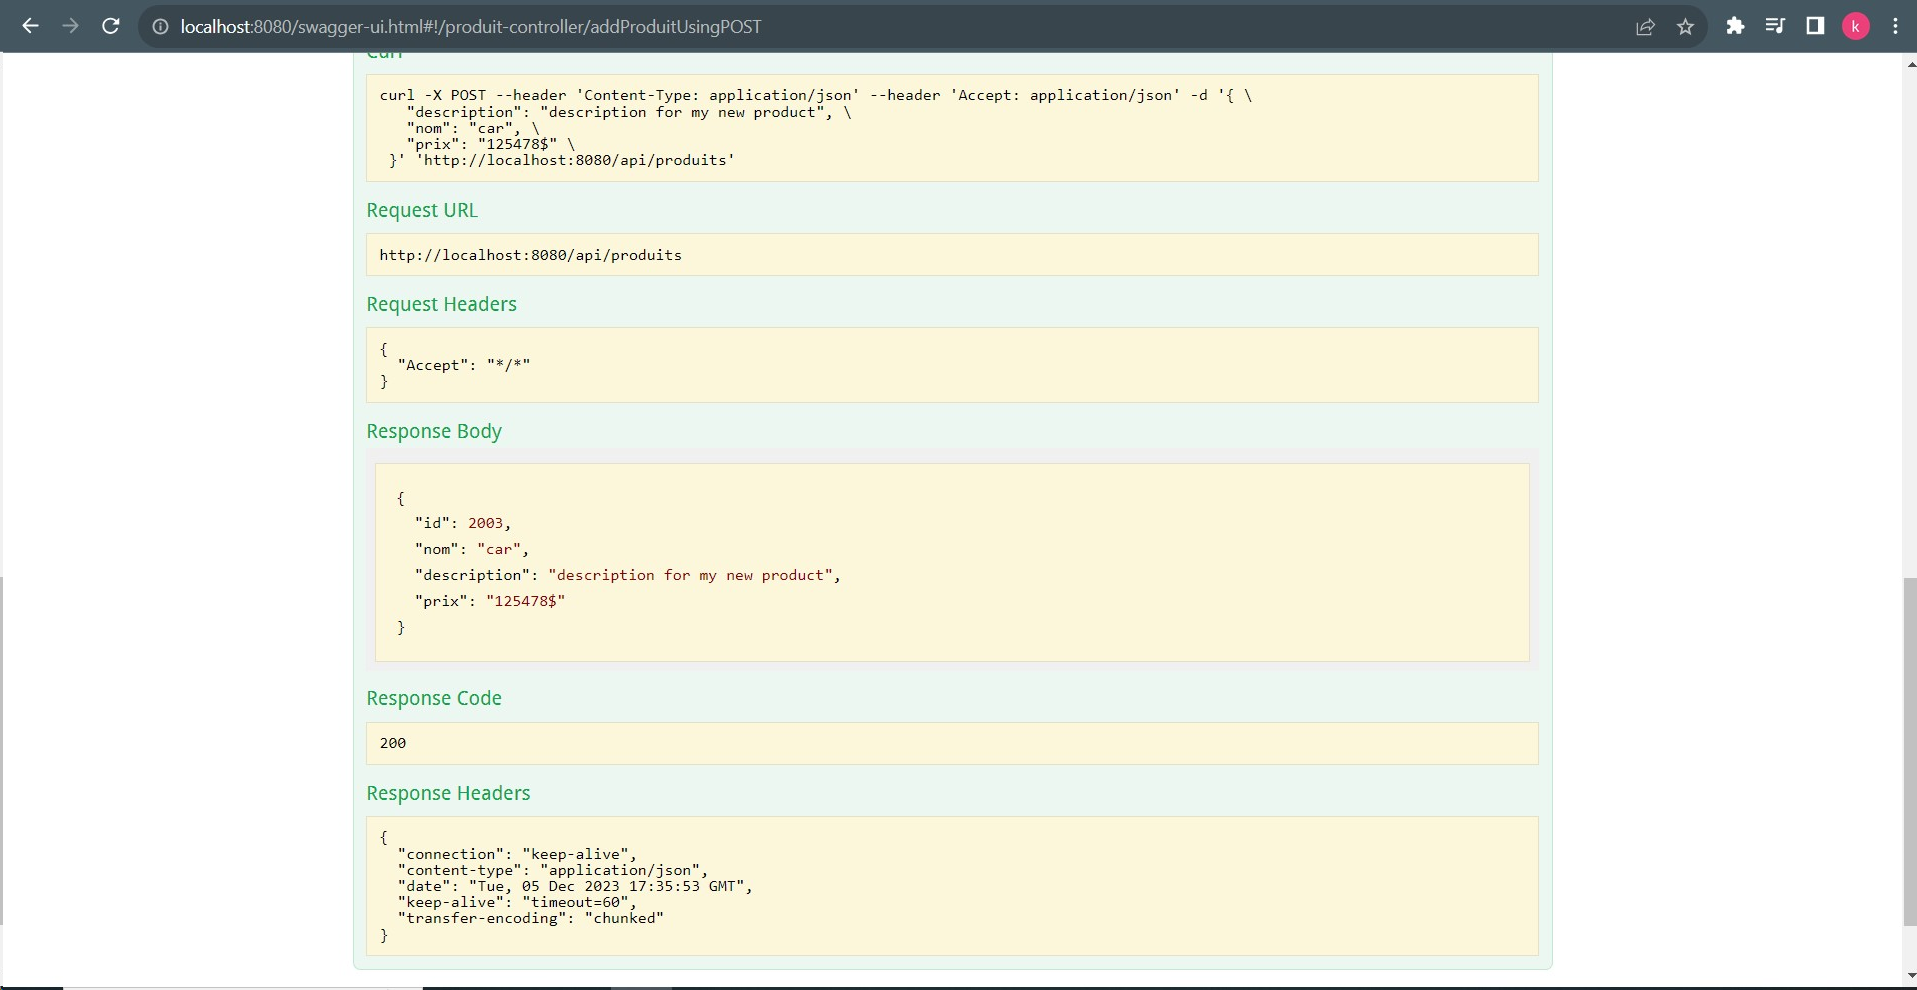 localhost:8080/swagger-ui.html#!/produit-controller/addProduitUsingPOST
k
Curl
curl -X POST --header 'Content-Type: application/json' --header 'Accept: application/json' -d '{ \
   "description": "description for my new product", \
   "nom": "car", \
   "prix": "125478$" \
 }' 'http://localhost:8080/api/produits'
Request URL
http://localhost:8080/api/produits
Request Headers
{
  "Accept": "*/*"
}
Response Body
{
  "id": 2003,
  "nom": "car",
  "description": "description for my new product",
  "prix": "125478$"
}
Response Code
200
Response Headers
{
  "connection": "keep-alive",
  "content-type": "application/json",
  "date": "Tue, 05 Dec 2023 17:35:53 GMT",
  "keep-alive": "timeout=60",
  "transfer-encoding": "chunked"
}